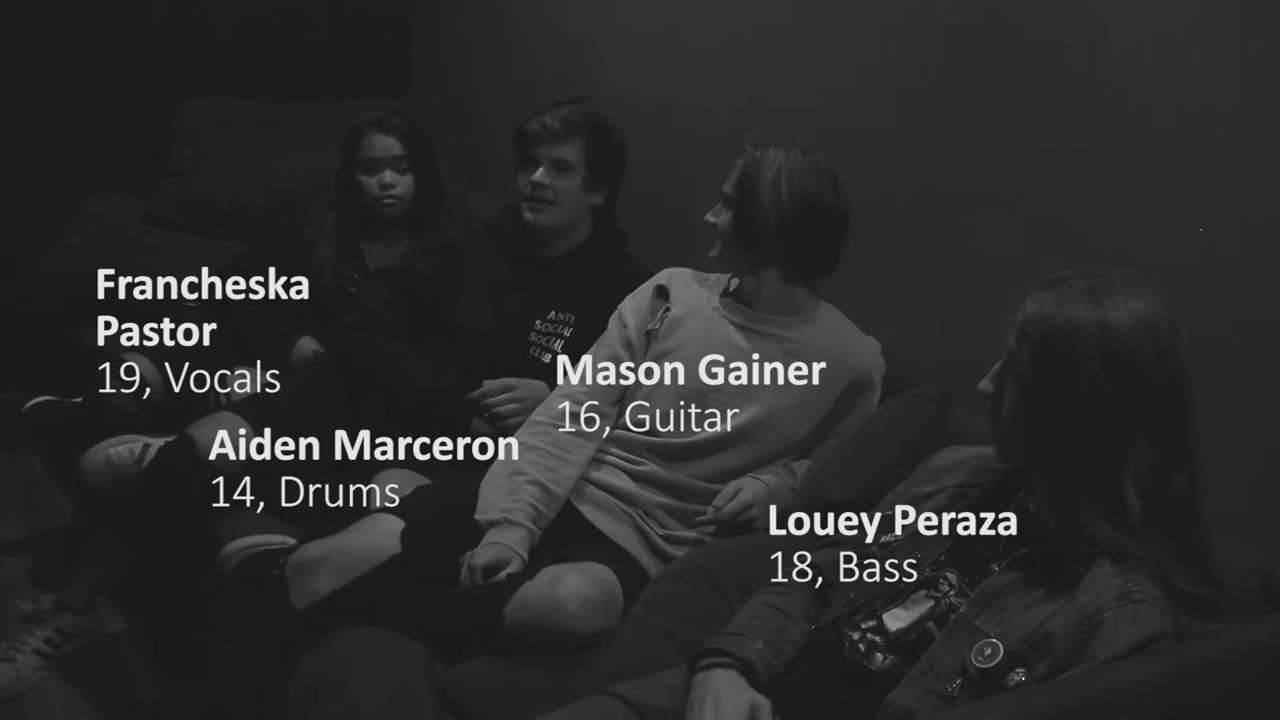 Francheska
Pastor
19, Vocals
Aiden Marceron
14, Drums
ANTI
SOCIAL
SOCIAL
CLUB
Mason Gainer
16, Guitar
Louey Peraza
18, Bass